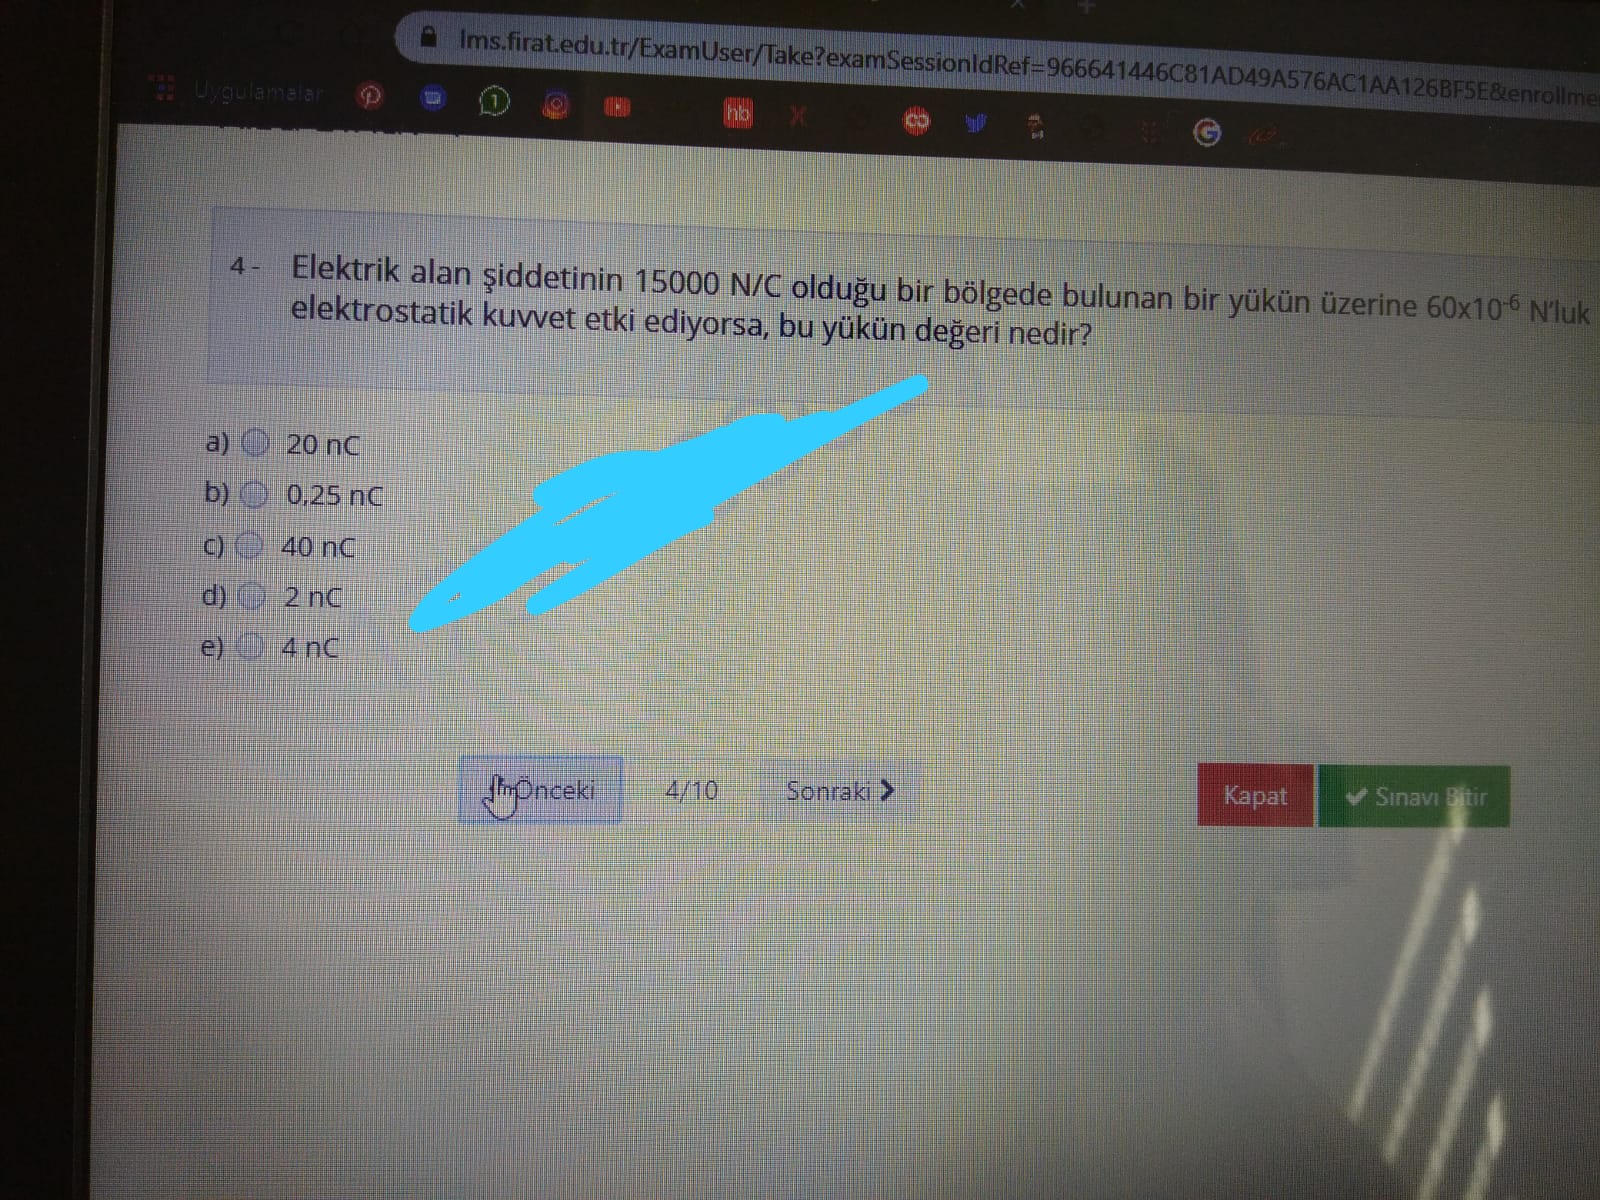 lms.firat.edu.tr/ExamUser/Take?examSessionIdRef=966641446C81AD49A576AC1AA126BF5E&enrollme
Uygulamalar
1
hb
4 - Elektrik alan şiddetinin 15000 N/C olduğu bir bölgede bulunan bir yükün üzerine 60x10-6 N'luk
elektrostatik kuvvet etki ediyorsa, bu yükün değeri nedir?
a) 20 nC
b) 0,25 nC
c) 40 nC
d) 2 nC
e) 4 nC
Önceki 4/10 Sonraki
Kapat Sınavı Bitir